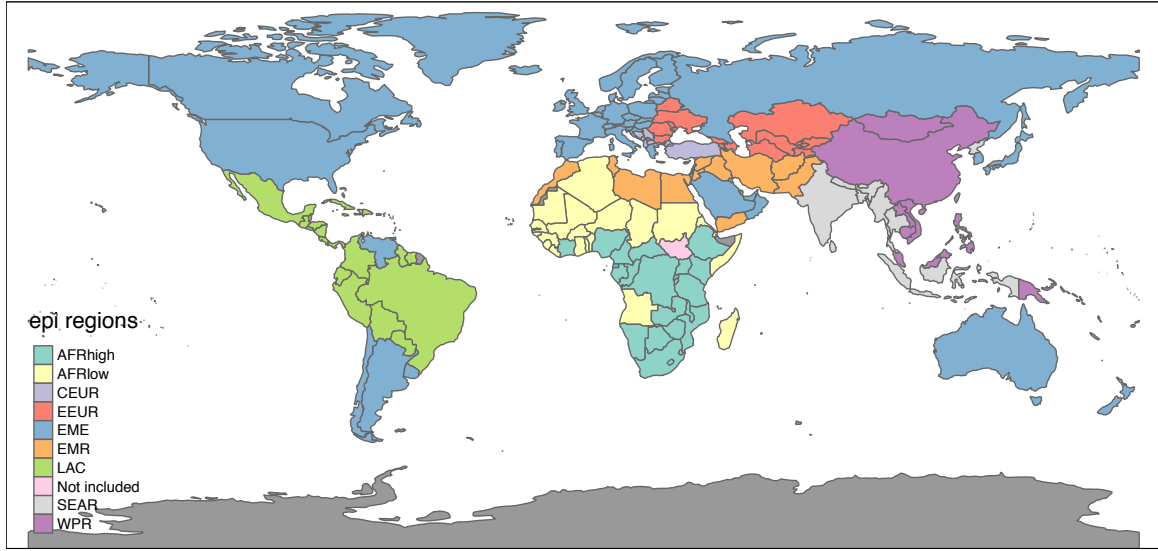 epi regions
AFRhigh
AFRlow
CEUR
EEUR
EME
EMR
LAC
Not included
SEAR
WPR